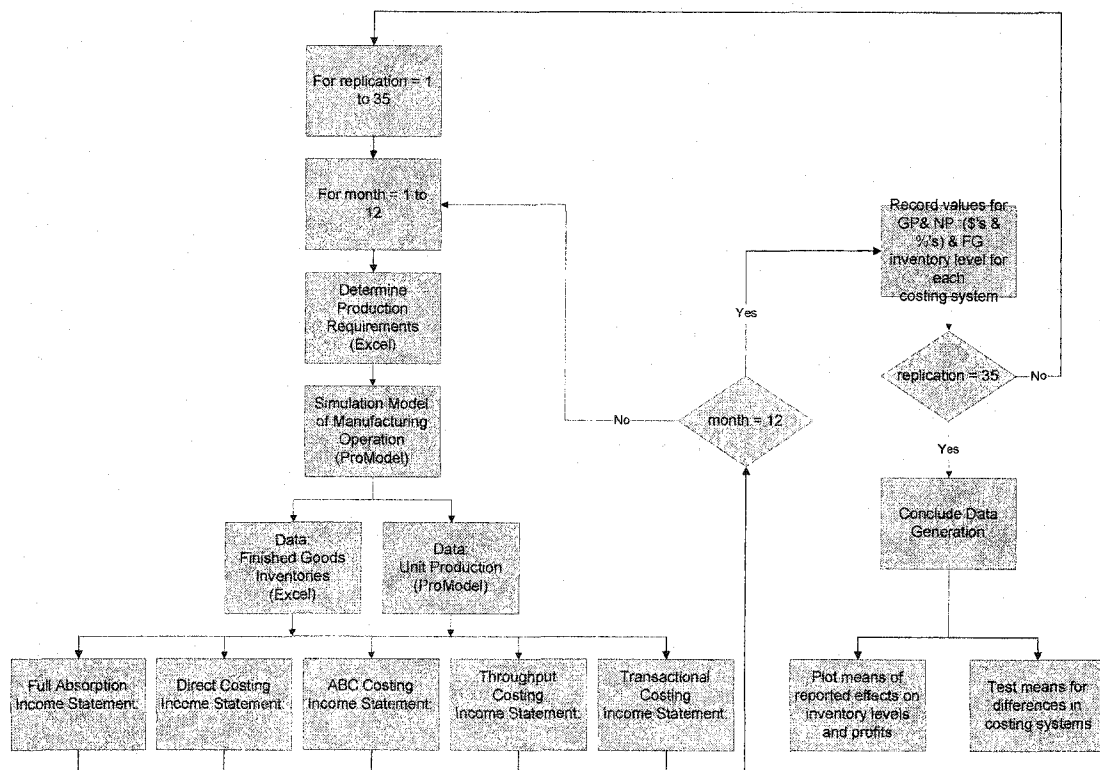 For replication = 1
to 35
For month = 1 to
12
Determine
Production
Requirements
(Excel)
Simulation Model
of Manufacturing
Operation
(ProModel)
Data:
Finished Goods
Inventories
(Excel)
Data:
Unit Production
(ProModel)
Full Absorption
Income Statement
Direct Costing
Income Statement
ABC Costing
Income Statement
Throughput
Costing
Income Statement
Transactional
Costing
Income Statement
No
month = 12
Yes
Record values for
GP& NP ($'s &
%'s) & FG
inventory level for
each
costing system
replication = 35
No
Yes
Conclude Data
Generation
Plot means of
reported effects on
inventory levels
and profits
Test means for
differences in
costing systems